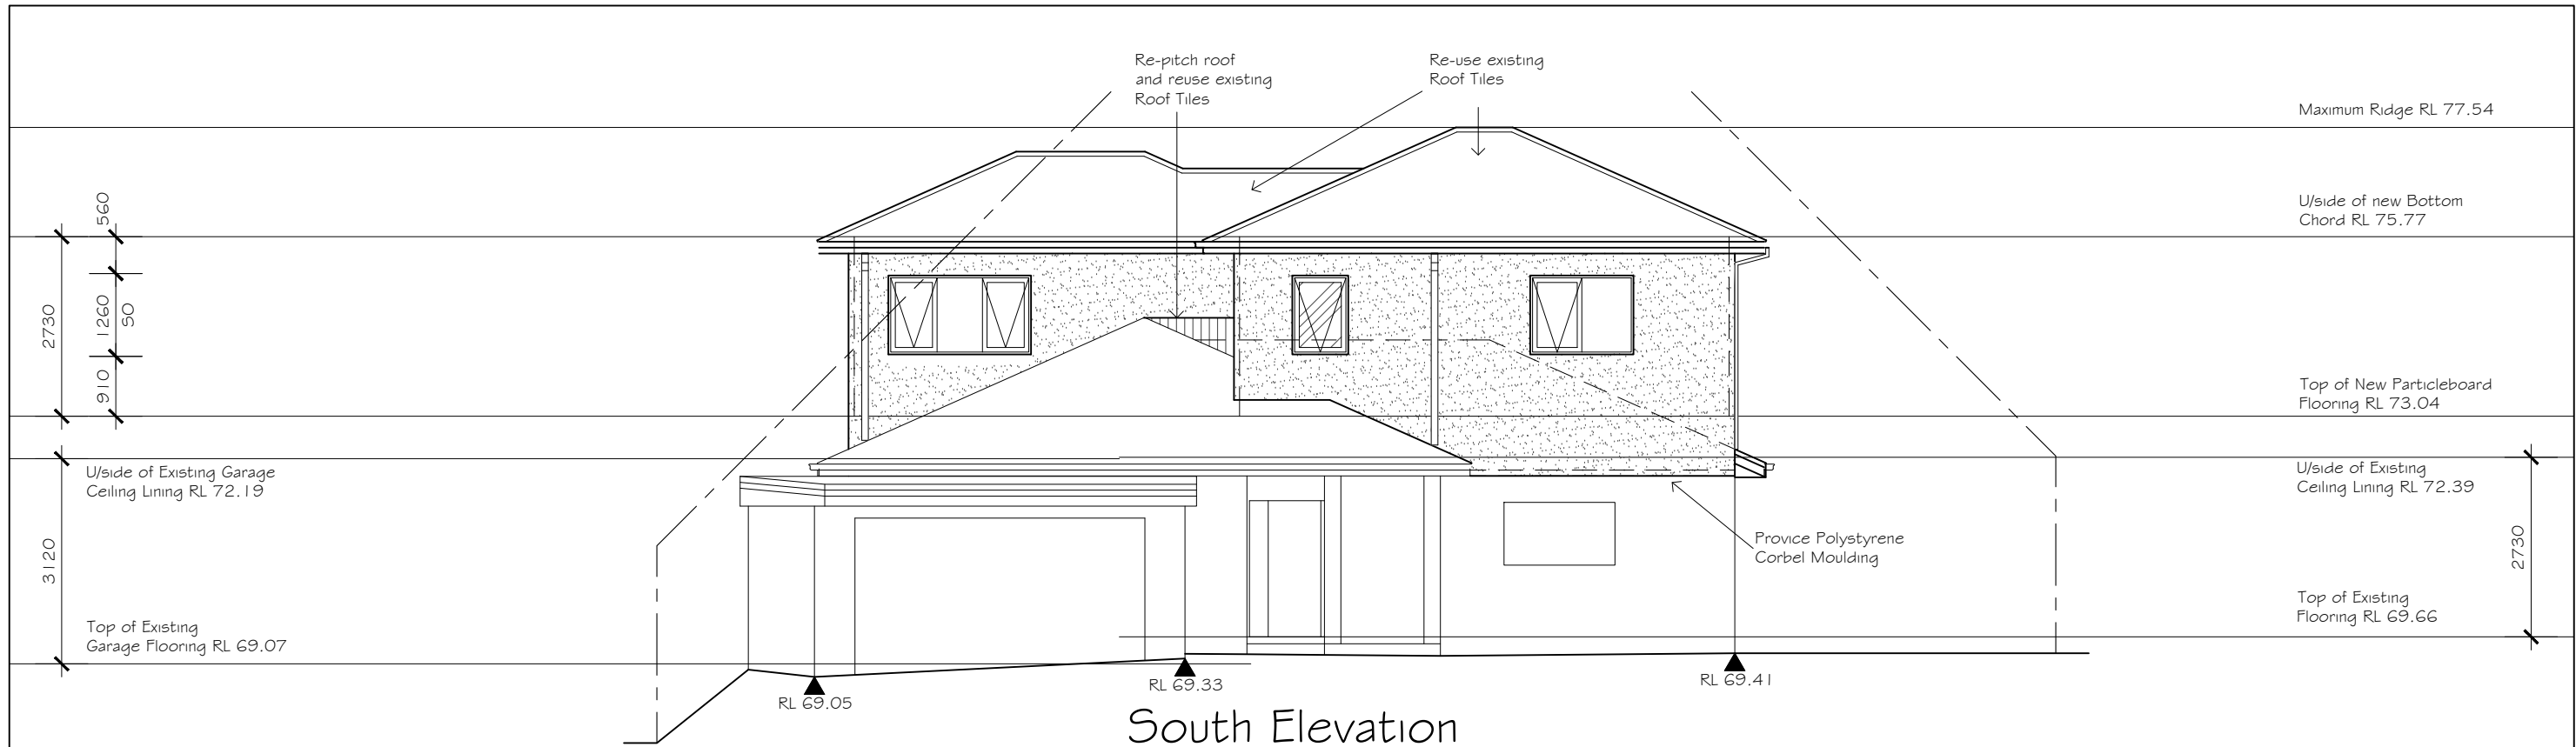 Re-pitch roof
and reuse existing
Roof Tiles
Re-use existing
Roof Tiles
Maximum Ridge RL 77.54
U/side of new Bottom
Chord RL 75.77
560
2730
1260
50
910
Top of New Particleboard
Flooring RL 73.04
U/side of Existing Garage
Ceiling Lining RL 72.19
U/side of Existing
Ceiling Lining RL 72.39
Provice Polystyrene
Corbel Moulding
3120
2730
Top of Existing
Garage Flooring RL 69.07
Top of Existing
Flooring RL 69.66
RL 69.05
RL 69.33
RL 69.41
South Elevation